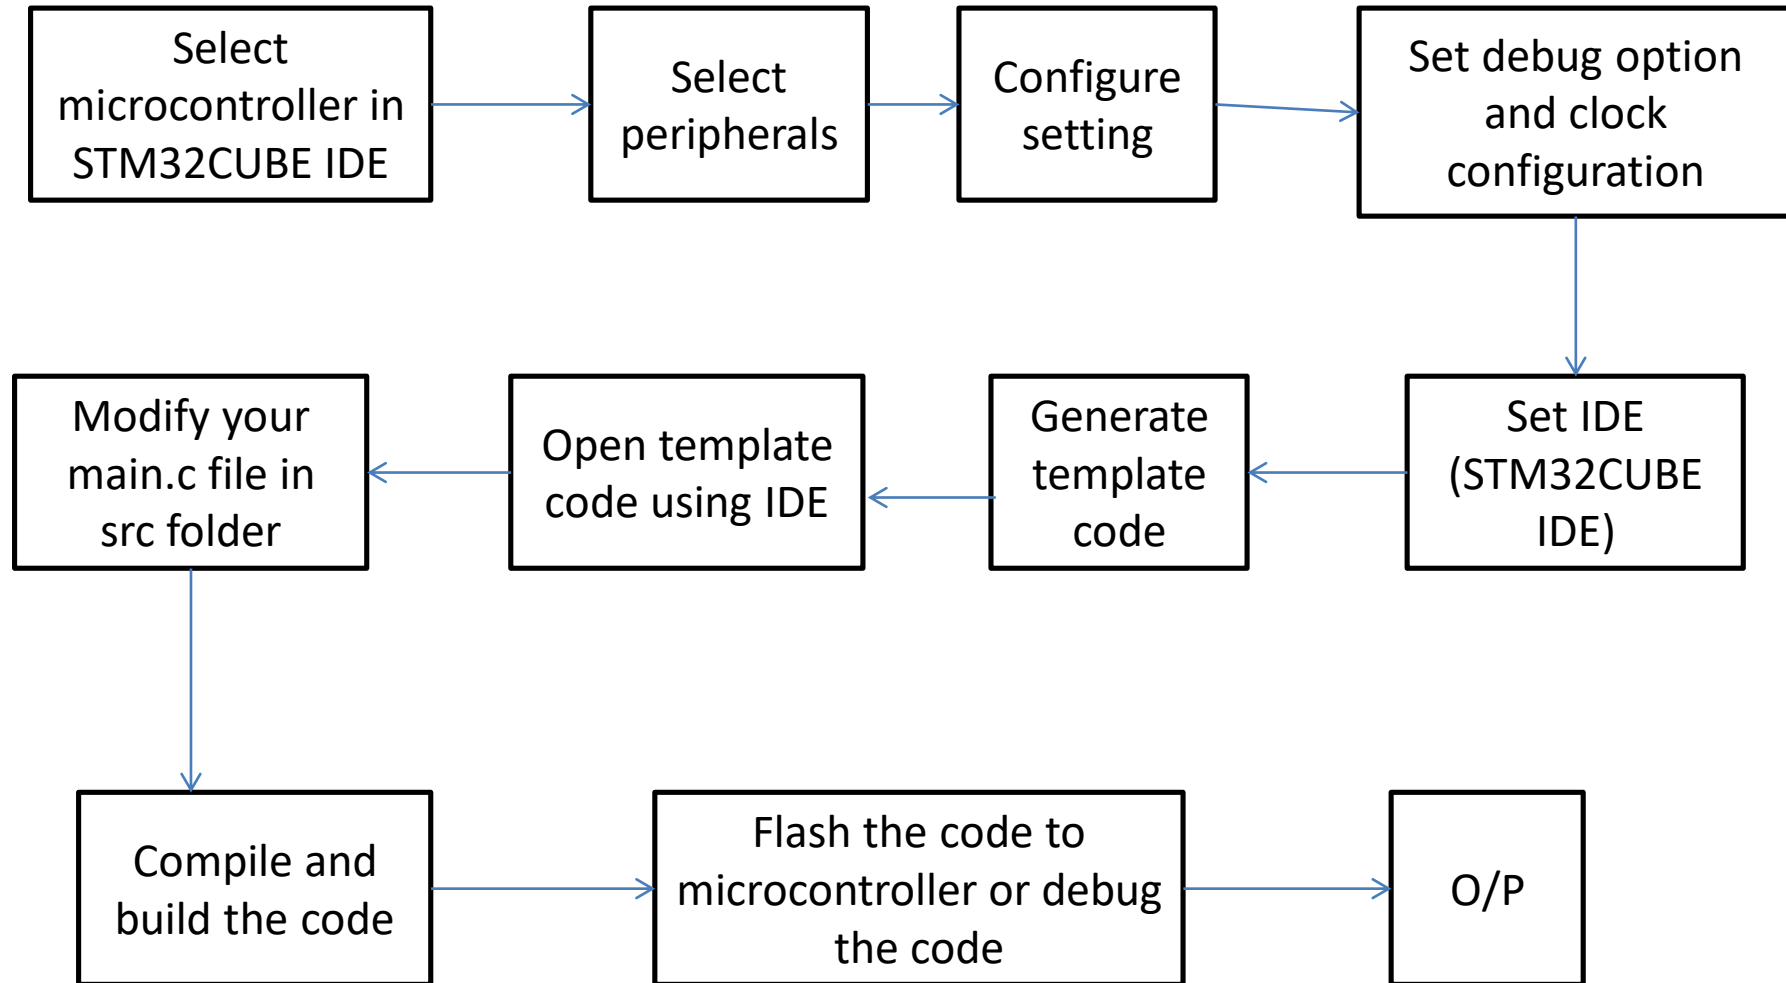 Select
microcontroller in
STM32CUBE IDE
Select
peripherals
Configure
setting
Set debug option
and clock
configuration
Set IDE
(STM32CUBE
IDE)
Generate
template
code
Open template
code using IDE
Modify your
main.c file in
src folder
Compile and
build the code
Flash the code to
microcontroller or debug
the code
O/P